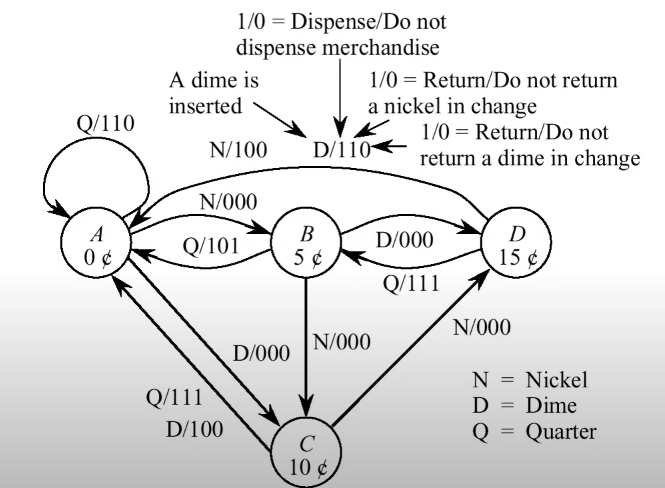 1/0 = Dispense/Do not
dispense merchandise
A dime is
inserted
1/0 = Return/Do not return
a nickel in change
Q/110
N/100
D/110
1/0 = Return/Do not
return a dime in change
N/000
A
0 ¢
Q/101
B
5 ¢
D/000
D
15 ¢
Q/111
D/000
N/000
N/000
Q/111
D/100
C
10 ¢
N = Nickel
D = Dime
Q = Quarter